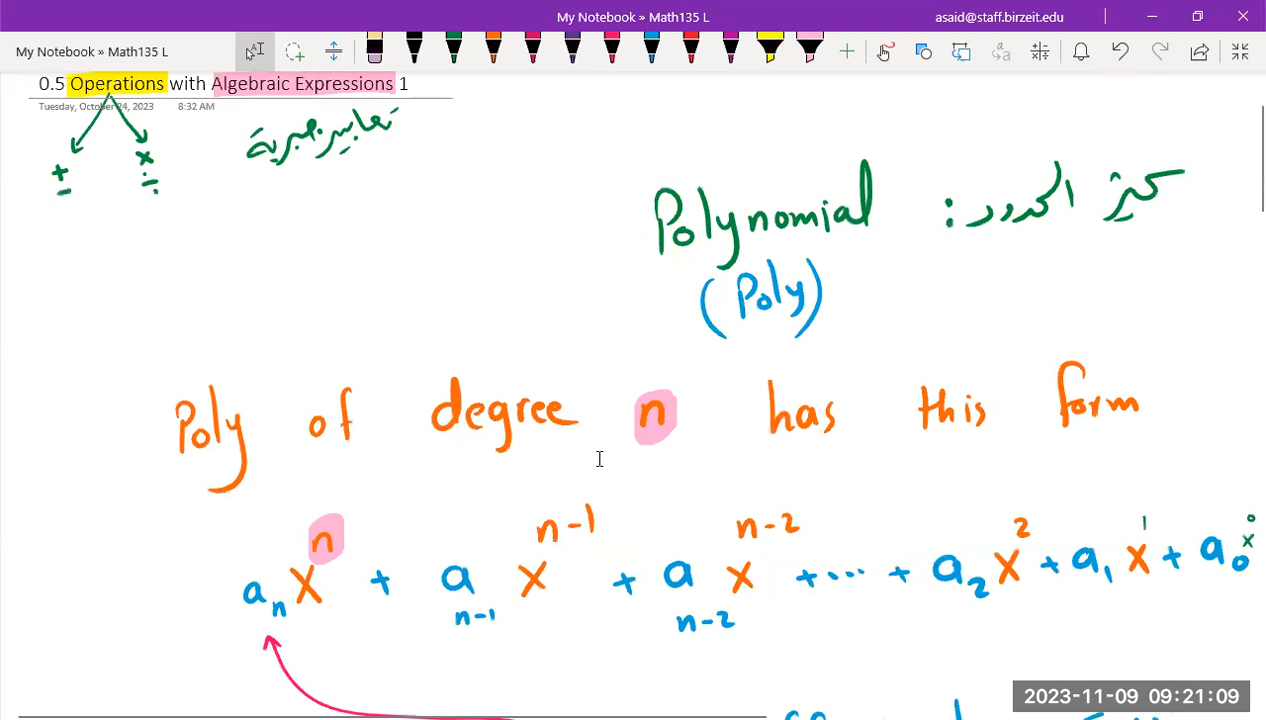 My Notebook » Math135 L
asaid@staff.birzeit.edu
My Notebook » Math135 L
0.5 Operations with Algebraic Expressions 1
Tuesday, October 24, 2023 8:32 AM
+ − × ÷
تعابير جبرية
Polynomial : كثير الحدود
(Poly)
Poly of degree n has this form
aₙxⁿ + aₙ₋₁xⁿ⁻¹ + aₙ₋₂xⁿ⁻² + ... + a₂x² + a₁x¹ + a₀x⁰
2023-11-09 09:21:09